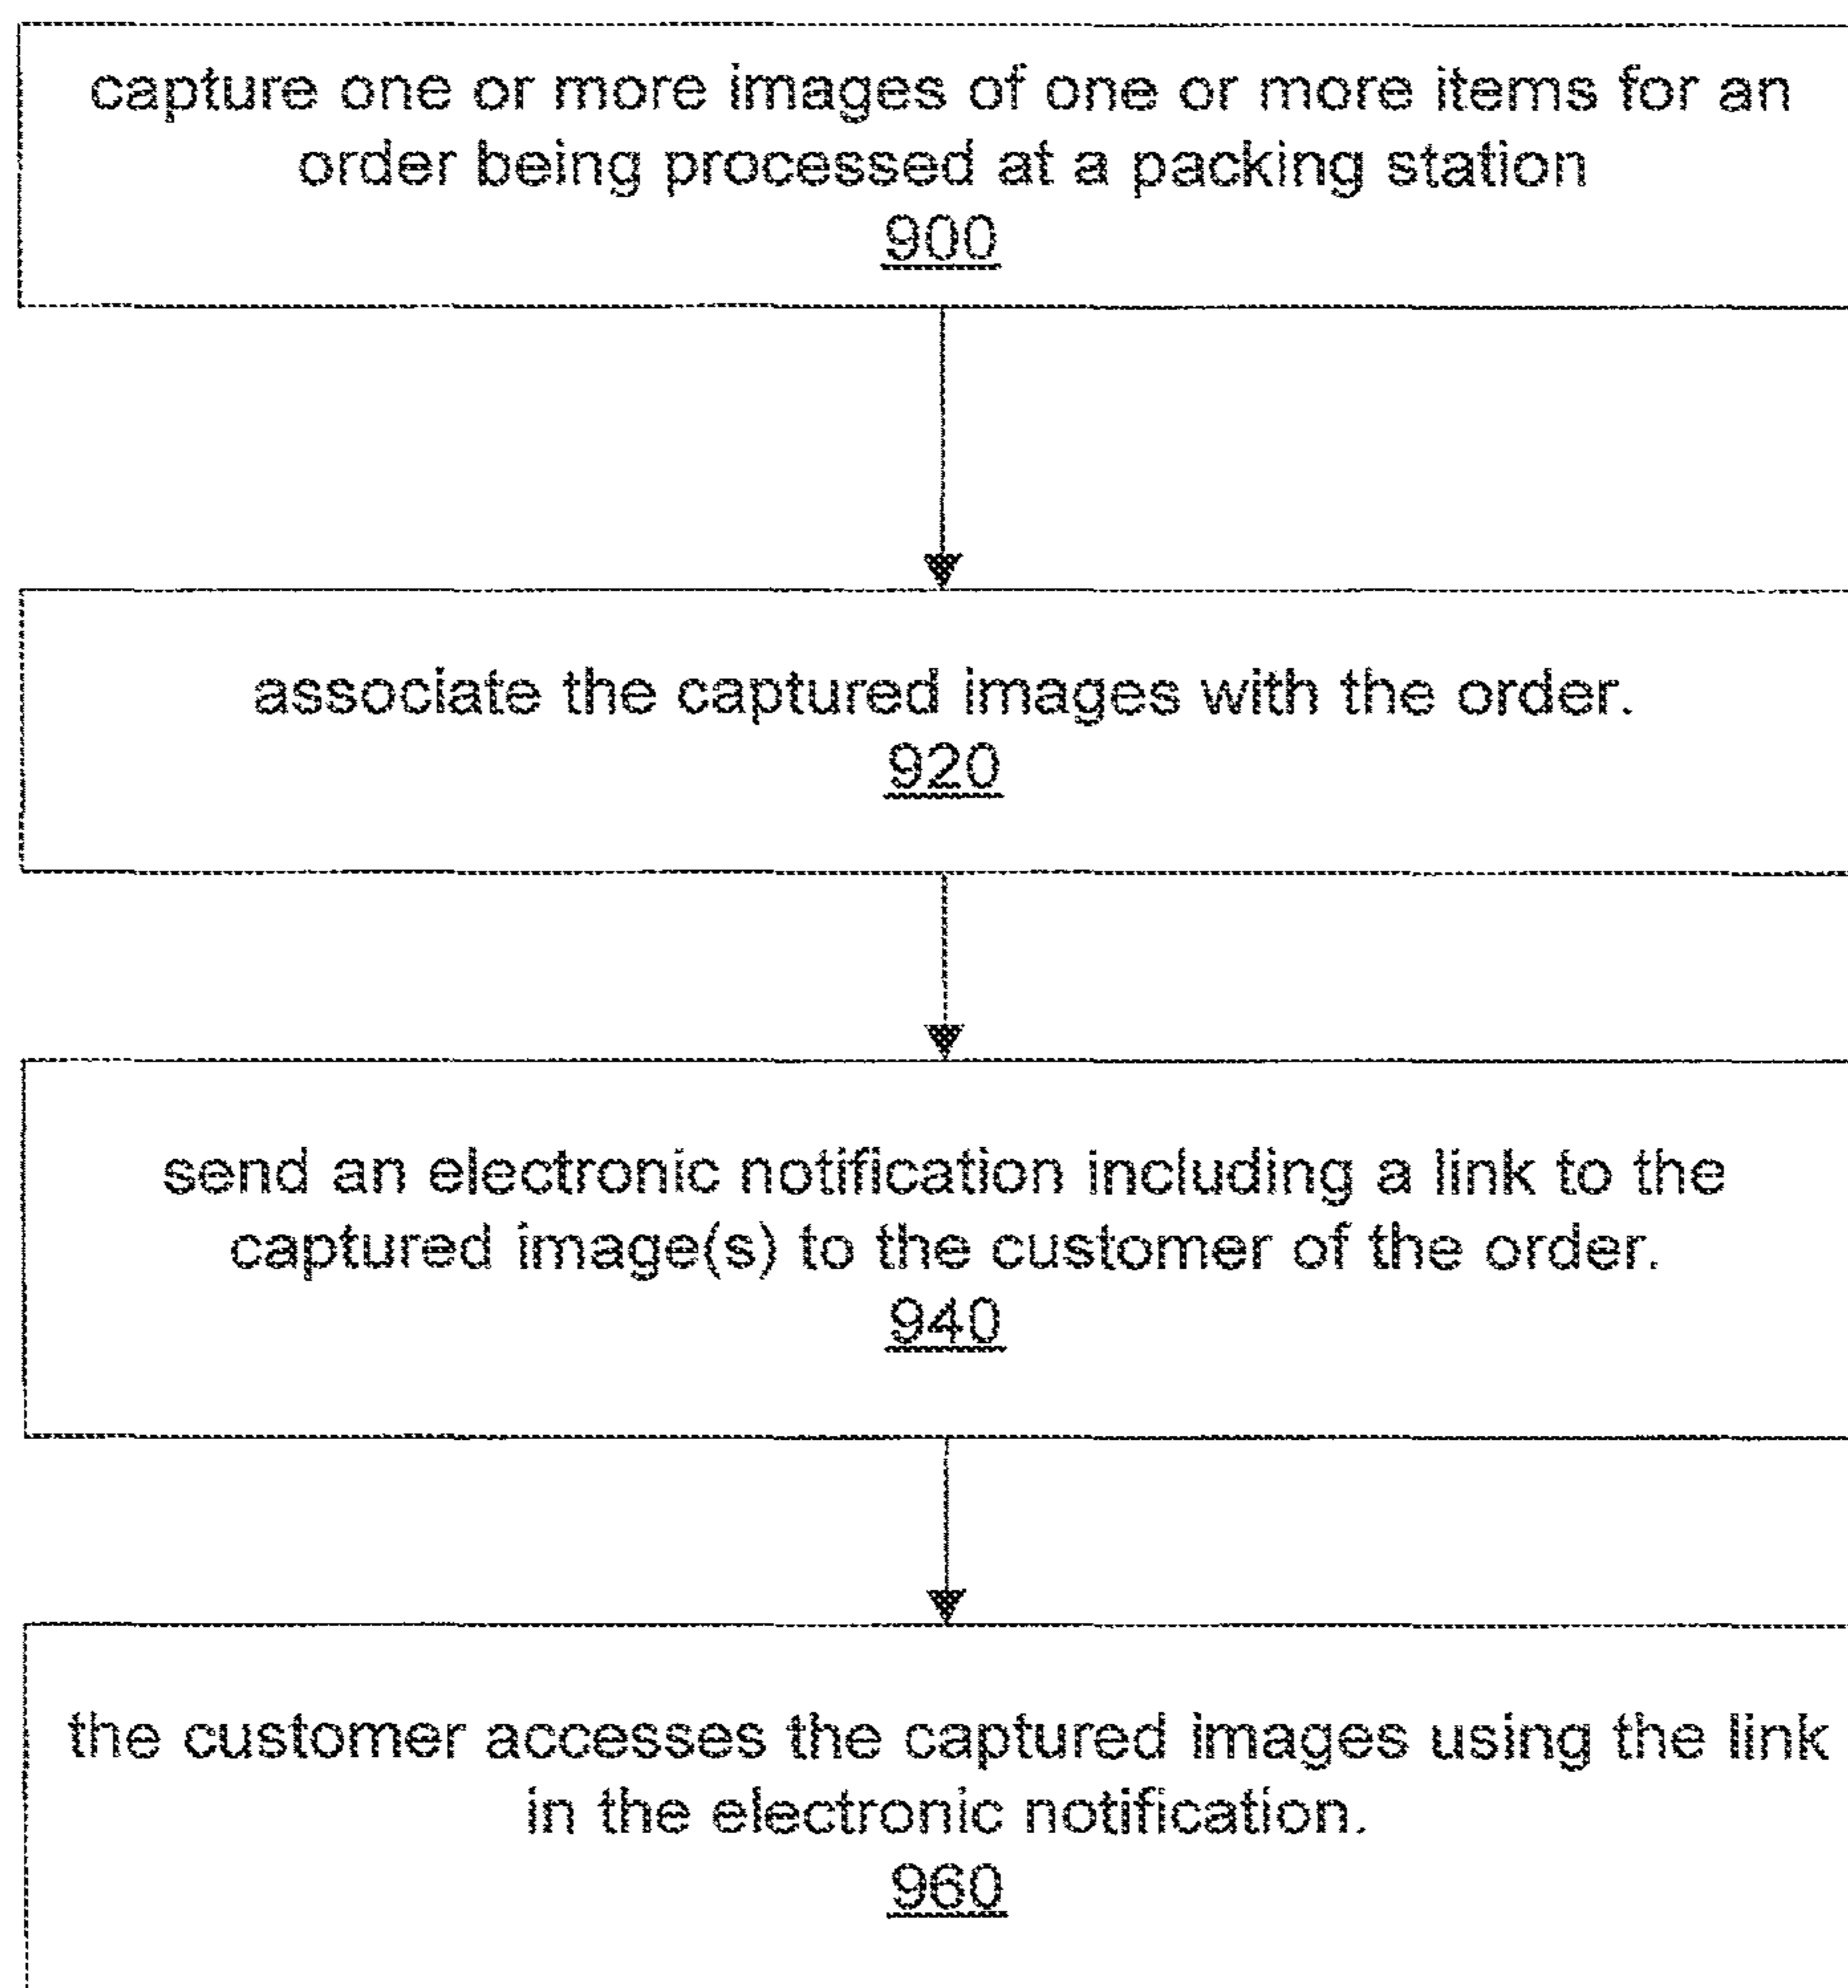 capture one or more images of one or more items for an
order being processed at a packing station
900
associate the captured images with the order.
920
send an electronic notification including a link to the
captured image(s) to the customer of the order.
940
the customer accesses the captured images using the link
in the electronic notification.
960